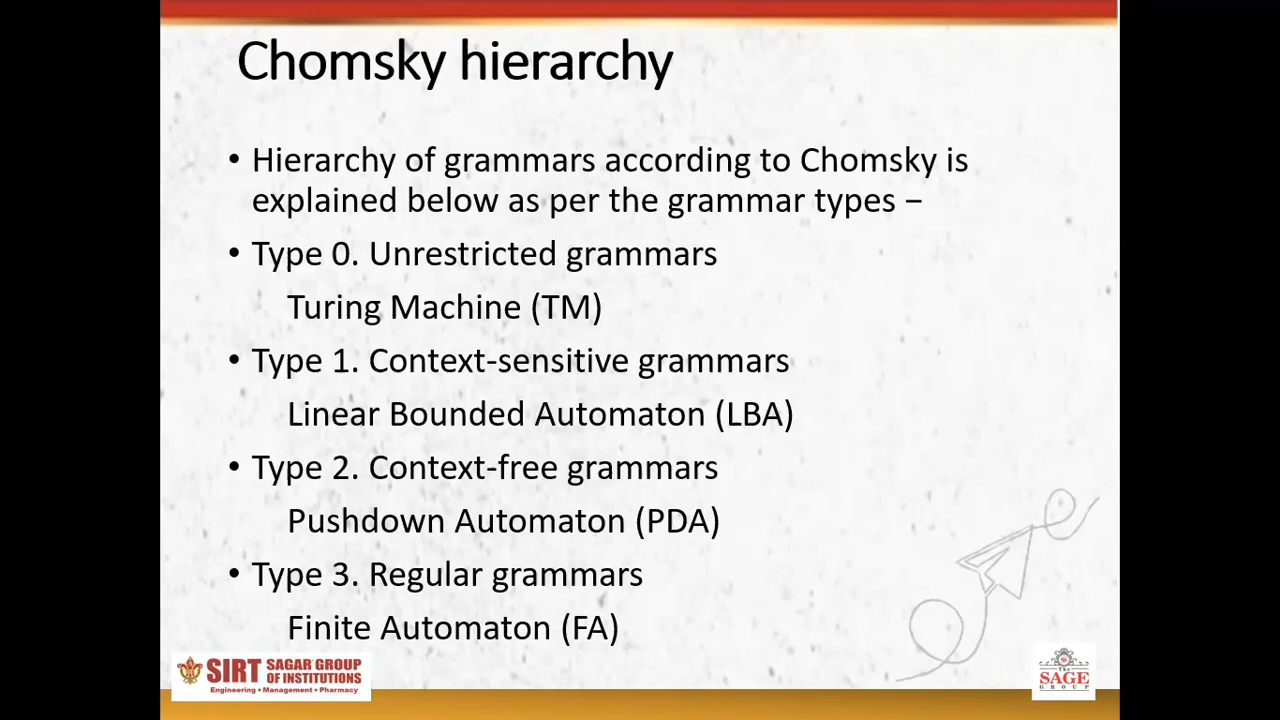 Chomsky hierarchy
• Hierarchy of grammars according to Chomsky is
explained below as per the grammar types −
• Type 0. Unrestricted grammars
Turing Machine (TM)
• Type 1. Context-sensitive grammars
Linear Bounded Automaton (LBA)
• Type 2. Context-free grammars
Pushdown Automaton (PDA)
• Type 3. Regular grammars
Finite Automaton (FA)
SIRT SAGAR GROUP
OF INSTITUTIONS
Engineering • Management • Pharmacy
The
SAGE
GROUP